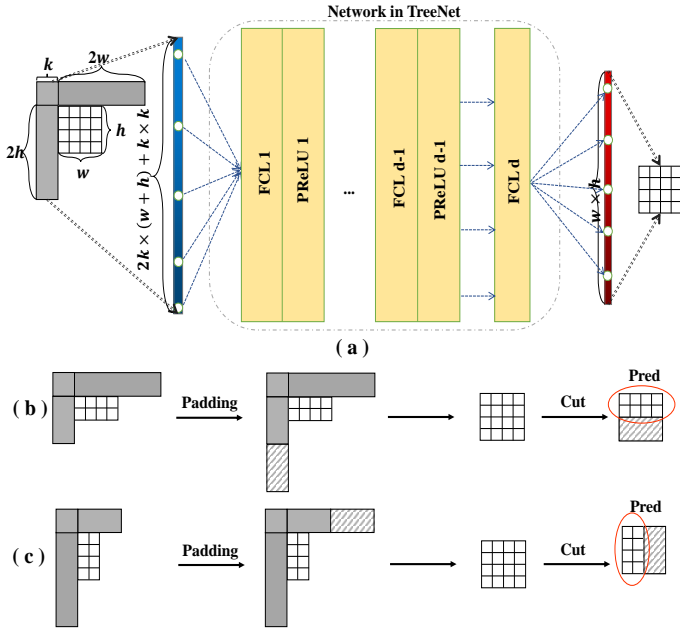 Network in TreeNet
k
2w
h
2h
w
2k × (w + h) + k × k
FCL 1
PReLU 1
...
FCL d-1
PReLU d-1
FCL d
w × h
( a )
( b )
Padding
Cut
Pred
( c )
Padding
Cut
Pred